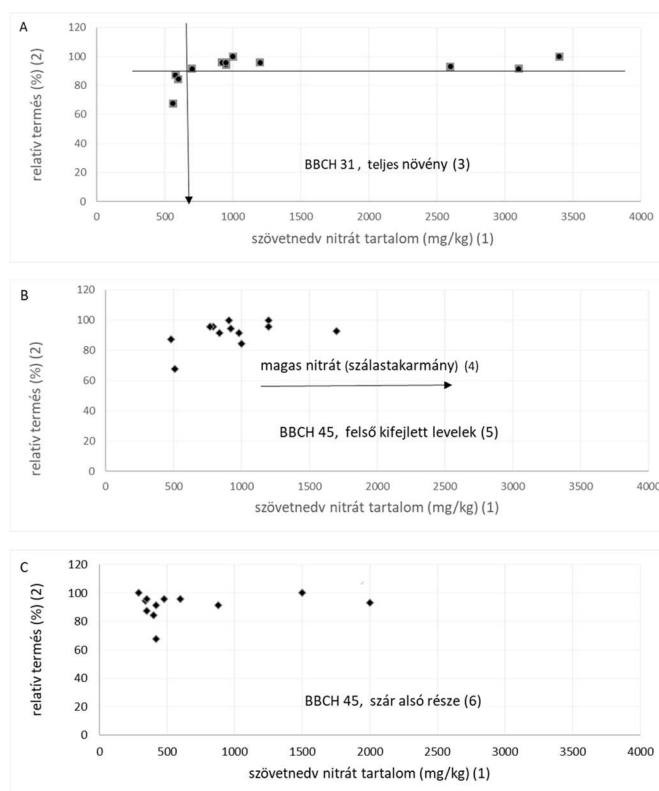 A
120
100
80
60
40
20
0
relatív termés (%) (2)
BBCH 31 , teljes növény (3)
0 500 1000 1500 2000 2500 3000 3500 4000
szövetnedv nitrát tartalom (mg/kg) (1)
B
120
100
80
60
40
20
0
relatív termés (%) (2)
magas nitrát (szálastakarmány) (4)
BBCH 45, felső kifejlett levelek (5)
0 500 1000 1500 2000 2500 3000 3500 4000
szövetnedv nitrát tartalom (mg/kg) (1)
C
120
100
80
60
40
20
0
relatív termés (%) (2)
BBCH 45, szár alsó része (6)
0 500 1000 1500 2000 2500 3000 3500 4000
szövetnedv nitrát tartalom (mg/kg) (1)